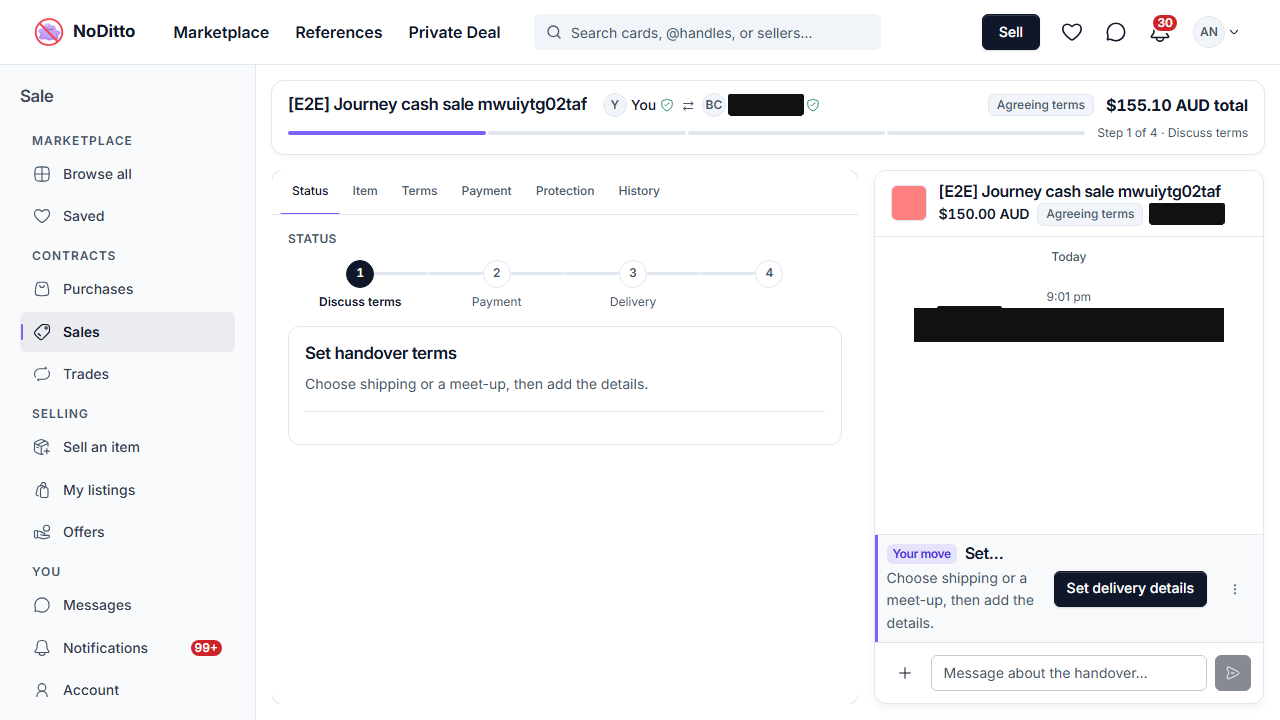 NoDitto
Marketplace
References
Private Deal
Search cards, @handles, or sellers...
Sell
30
AN
Sale
MARKETPLACE
Browse all
Saved
CONTRACTS
Purchases
Sales
Trades
SELLING
Sell an item
My listings
Offers
YOU
Messages
Notifications
99+
Account
[E2E] Journey cash sale mwuiytg02taf
Y You
BC
Agreeing terms
$155.10 AUD total
Step 1 of 4 · Discuss terms
Status
Item
Terms
Payment
Protection
History
STATUS
1
2
3
4
Discuss terms
Payment
Delivery
Set handover terms
Choose shipping or a meet-up, then add the details.
[E2E] Journey cash sale mwuiytg02taf
$150.00 AUD
Agreeing terms
Today
9:01 pm
Your move
Set...
Choose shipping or a
meet-up, then add the
details.
Set delivery details
Message about the handover...